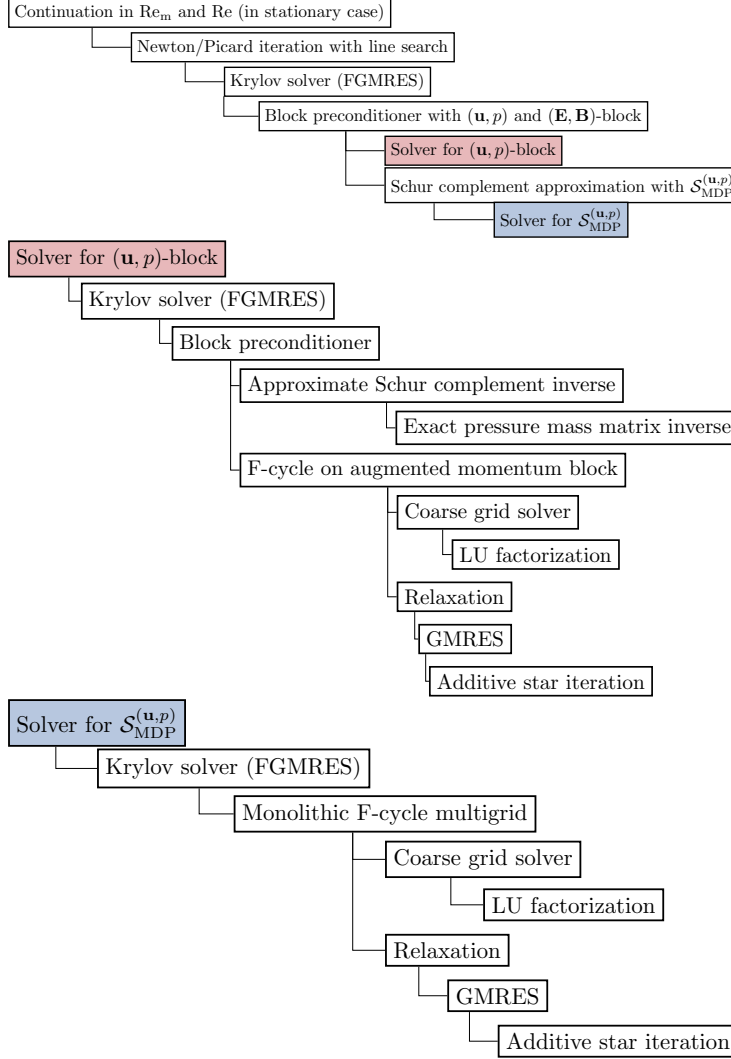 Continuation in Re_m and Re (in stationary case)
Newton/Picard iteration with line search
Krylov solver (FGMRES)
Block preconditioner with (u, p) and (E, B)-block
Solver for (u, p)-block
Schur complement approximation with S_MDP^(u,p)
Solver for S_MDP^(u,p)
Solver for (u, p)-block
Krylov solver (FGMRES)
Block preconditioner
Approximate Schur complement inverse
Exact pressure mass matrix inverse
F-cycle on augmented momentum block
Coarse grid solver
LU factorization
Relaxation
GMRES
Additive star iteration
Solver for S_MDP^(u,p)
Krylov solver (FGMRES)
Monolithic F-cycle multigrid
Coarse grid solver
LU factorization
Relaxation
GMRES
Additive star iteration